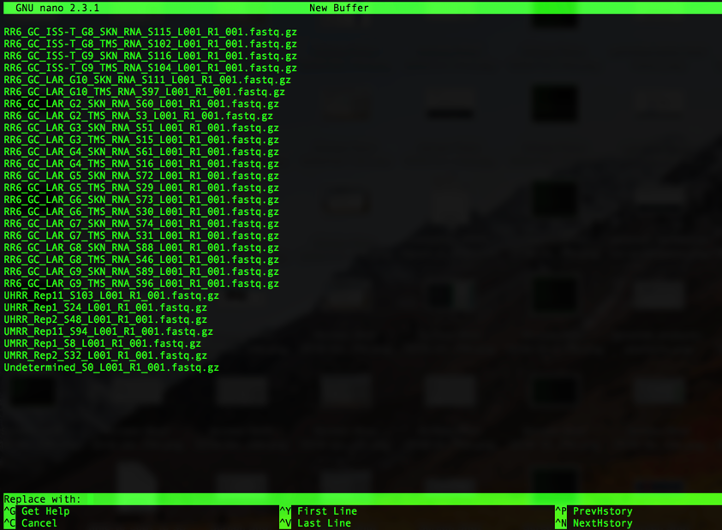 GNU nano 2.3.1 New Buffer
RR6_GC_ISS-T_G8_SKN_RNA_S115_L001_R1_001.fastq.gz
RR6_GC_ISS-T_G8_TMS_RNA_S102_L001_R1_001.fastq.gz
RR6_GC_ISS-T_G9_SKN_RNA_S116_L001_R1_001.fastq.gz
RR6_GC_ISS-T_G9_TMS_RNA_S104_L001_R1_001.fastq.gz
RR6_GC_LAR_G10_SKN_RNA_S111_L001_R1_001.fastq.gz
RR6_GC_LAR_G10_TMS_RNA_S97_L001_R1_001.fastq.gz
RR6_GC_LAR_G2_SKN_RNA_S60_L001_R1_001.fastq.gz
RR6_GC_LAR_G2_TMS_RNA_S3_L001_R1_001.fastq.gz
RR6_GC_LAR_G3_SKN_RNA_S51_L001_R1_001.fastq.gz
RR6_GC_LAR_G3_TMS_RNA_S15_L001_R1_001.fastq.gz
RR6_GC_LAR_G4_SKN_RNA_S61_L001_R1_001.fastq.gz
RR6_GC_LAR_G4_TMS_RNA_S16_L001_R1_001.fastq.gz
RR6_GC_LAR_G5_SKN_RNA_S72_L001_R1_001.fastq.gz
RR6_GC_LAR_G5_TMS_RNA_S29_L001_R1_001.fastq.gz
RR6_GC_LAR_G6_SKN_RNA_S73_L001_R1_001.fastq.gz
RR6_GC_LAR_G6_TMS_RNA_S30_L001_R1_001.fastq.gz
RR6_GC_LAR_G7_SKN_RNA_S74_L001_R1_001.fastq.gz
RR6_GC_LAR_G7_TMS_RNA_S31_L001_R1_001.fastq.gz
RR6_GC_LAR_G8_SKN_RNA_S88_L001_R1_001.fastq.gz
RR6_GC_LAR_G8_TMS_RNA_S46_L001_R1_001.fastq.gz
RR6_GC_LAR_G9_SKN_RNA_S89_L001_R1_001.fastq.gz
RR6_GC_LAR_G9_TMS_RNA_S96_L001_R1_001.fastq.gz
UHRR_Rep11_S103_L001_R1_001.fastq.gz
UHRR_Rep1_S24_L001_R1_001.fastq.gz
UHRR_Rep2_S48_L001_R1_001.fastq.gz
UMRR_Rep11_S94_L001_R1_001.fastq.gz
UMRR_Rep1_S8_L001_R1_001.fastq.gz
UMRR_Rep2_S32_L001_R1_001.fastq.gz
Undetermined_S0_L001_R1_001.fastq.gz
Replace with:
^G Get Help ^Y First Line ^P PrevHstory
^C Cancel ^V Last Line ^N NextHstory